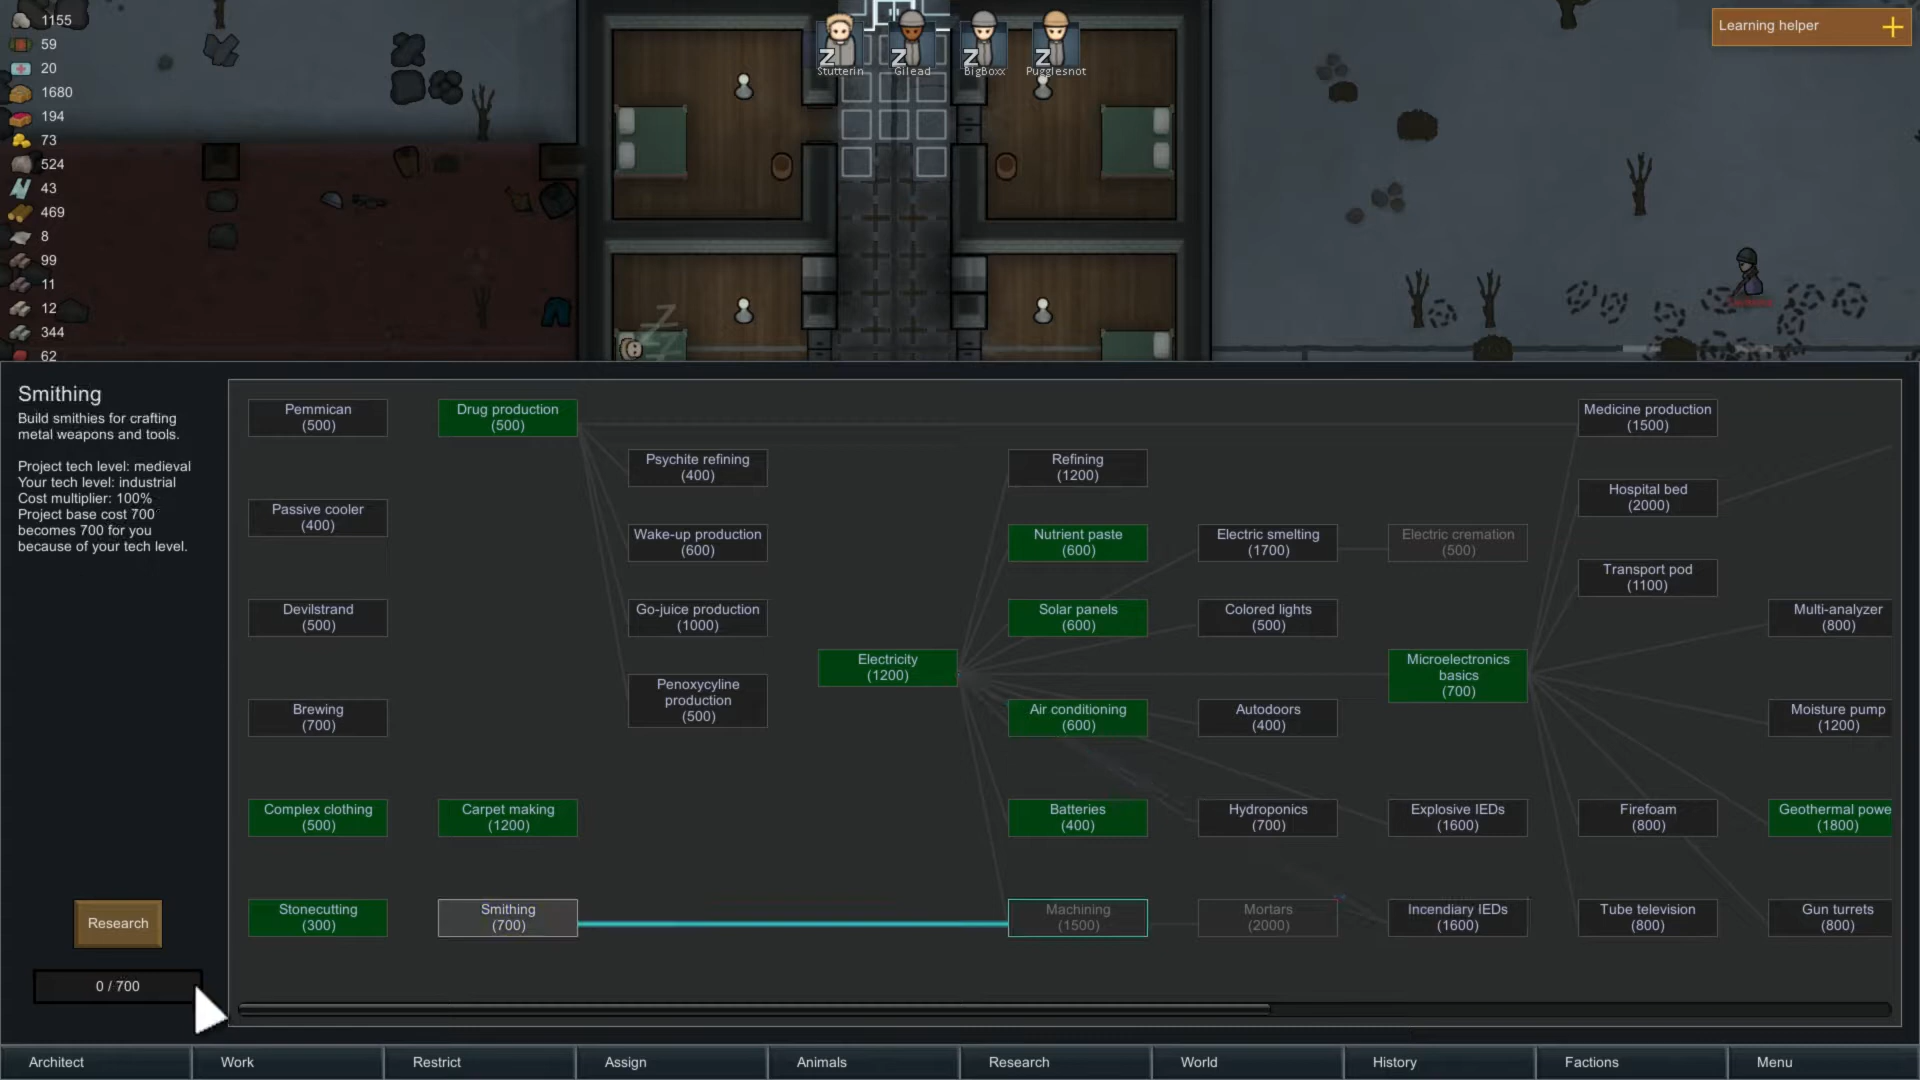 1155
59
20
1680
194
73
524
43
469
8
99
11
12
344
62
Stutterin
Gilead
BigBoxx
Pugglesnot
Z
Z
Z
Z
Learning helper
Smithing
Build smithies for crafting
metal weapons and tools.
Project tech level: medieval
Your tech level: industrial
Cost multiplier: 100%
Project base cost 700
becomes 700 for you
because of your tech level.
Research
0 / 700
Pemmican
(500)
Drug production
(500)
Medicine production
(1500)
Psychite refining
(400)
Refining
(1200)
Hospital bed
(2000)
Passive cooler
(400)
Wake-up production
(600)
Nutrient paste
(600)
Electric smelting
(1700)
Electric cremation
(500)
Transport pod
(1100)
Devilstrand
(500)
Go-juice production
(1000)
Solar panels
(600)
Colored lights
(500)
Multi-analyzer
(800)
Electricity
(1200)
Microelectronics
basics
(700)
Penoxycyline
production
(500)
Brewing
(700)
Air conditioning
(600)
Autodoors
(400)
Moisture pump
(1200)
Complex clothing
(500)
Carpet making
(1200)
Batteries
(400)
Hydroponics
(700)
Explosive IEDs
(1600)
Firefoam
(800)
Geothermal powe
(1800)
Stonecutting
(300)
Smithing
(700)
Machining
(1500)
Mortars
(2000)
Incendiary IEDs
(1600)
Tube television
(800)
Gun turrets
(800)
Architect
Work
Restrict
Assign
Animals
Research
World
History
Factions
Menu